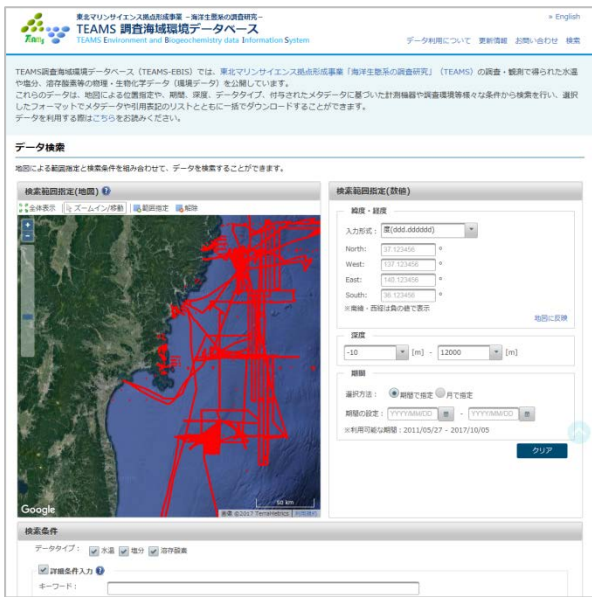 東北マリンサイエンス拠点形成事業 －海洋生態系の調査研究－
» English
TEAMS 調査海域環境データベース
TEAMS Environment and Biogeochemistry data Information System
Teams
データ利用について 更新情報 お問い合わせ 検索
TEAMS調査海域環境データベース（TEAMS-EBIS）では、東北マリンサイエンス拠点形成事業「海洋生態系の調査研究」（TEAMS）の調査・観測で得られた水温
や塩分、溶存酸素等の物理・生物化学データ（環境データ）を公開しています。
これらのデータは、地図による位置指定や、期間、深度、データタイプ、付与されたメタデータに基づいた計測機器や調査環境等様々な条件から検索を行い、選択
したフォーマットでメタデータや引用表記のリストとともに一括でダウンロードすることができます。
データを利用する際はこちらをお読みください。
データ検索
地図による範囲指定と検索条件を組み合わせて、データを検索することができます。
検索範囲指定(地図)
全体表示 ズームイン/移動 範囲指定 解除
Google
50 km
画像 ©2017 TerraMetrics 利用規約
検索範囲指定(数値)
緯度・経度
入力形式： 度(ddd.dddddd)
North: 37.123456 °
West: 137.123456 °
East: 140.123456 °
South: 36.123456 °
※南緯・西経は負の値で表示
地図に反映
深度
-10 [m] - 12000 [m]
期間
選択方法： 期間で指定 月で指定
期間の設定： YYYY/MM/DD - YYYY/MM/DD
※利用可能な期間：2011/05/27 - 2017/10/05
クリア
検索条件
データタイプ： 水温 塩分 溶存酸素
詳細条件入力
キーワード：